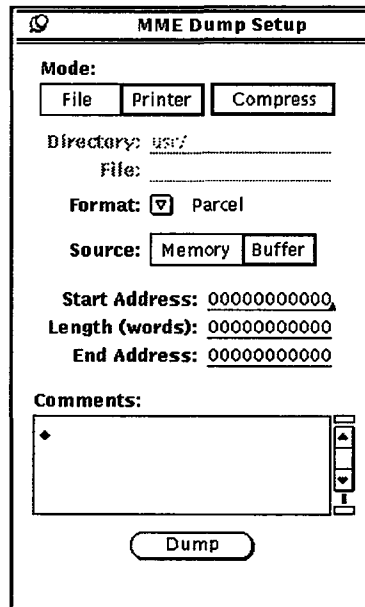 MME Dump Setup
Mode:
File Printer Compress
Directory: usr/
File:
Format: Parcel
Source: Memory Buffer
Start Address: 00000000000
Length (words): 00000000000
End Address: 00000000000
Comments:
Dump